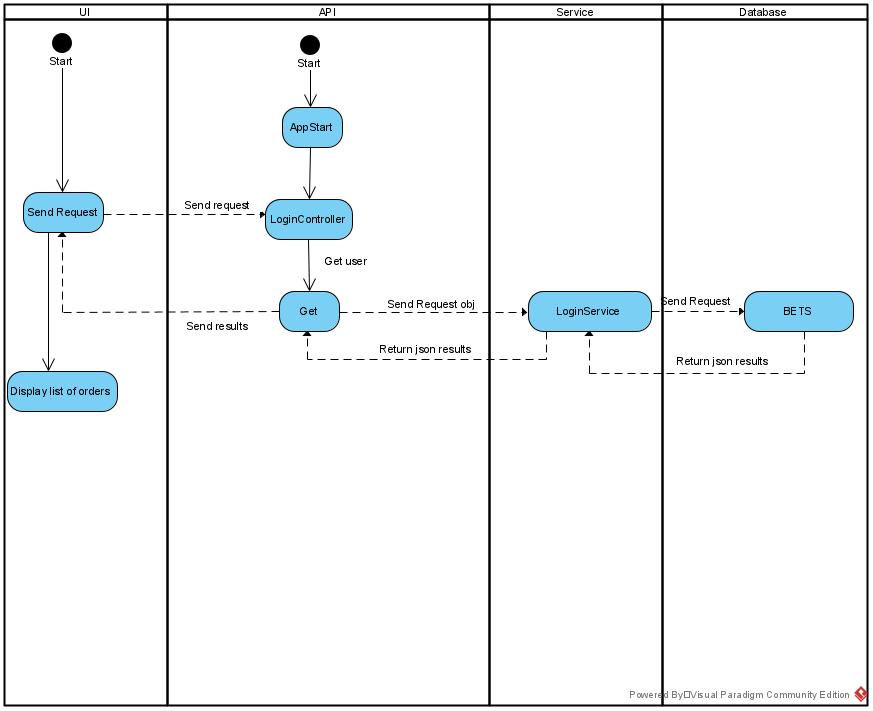 UI
API
Service
Database
Start
Start
AppStart
Send Request
Send request
LoginController
Get user
Get
Send Request obj
LoginService
Send Request
BETS
Send results
Return json results
Return json results
Display list of orders
Powered By□Visual Paradigm Community Edition